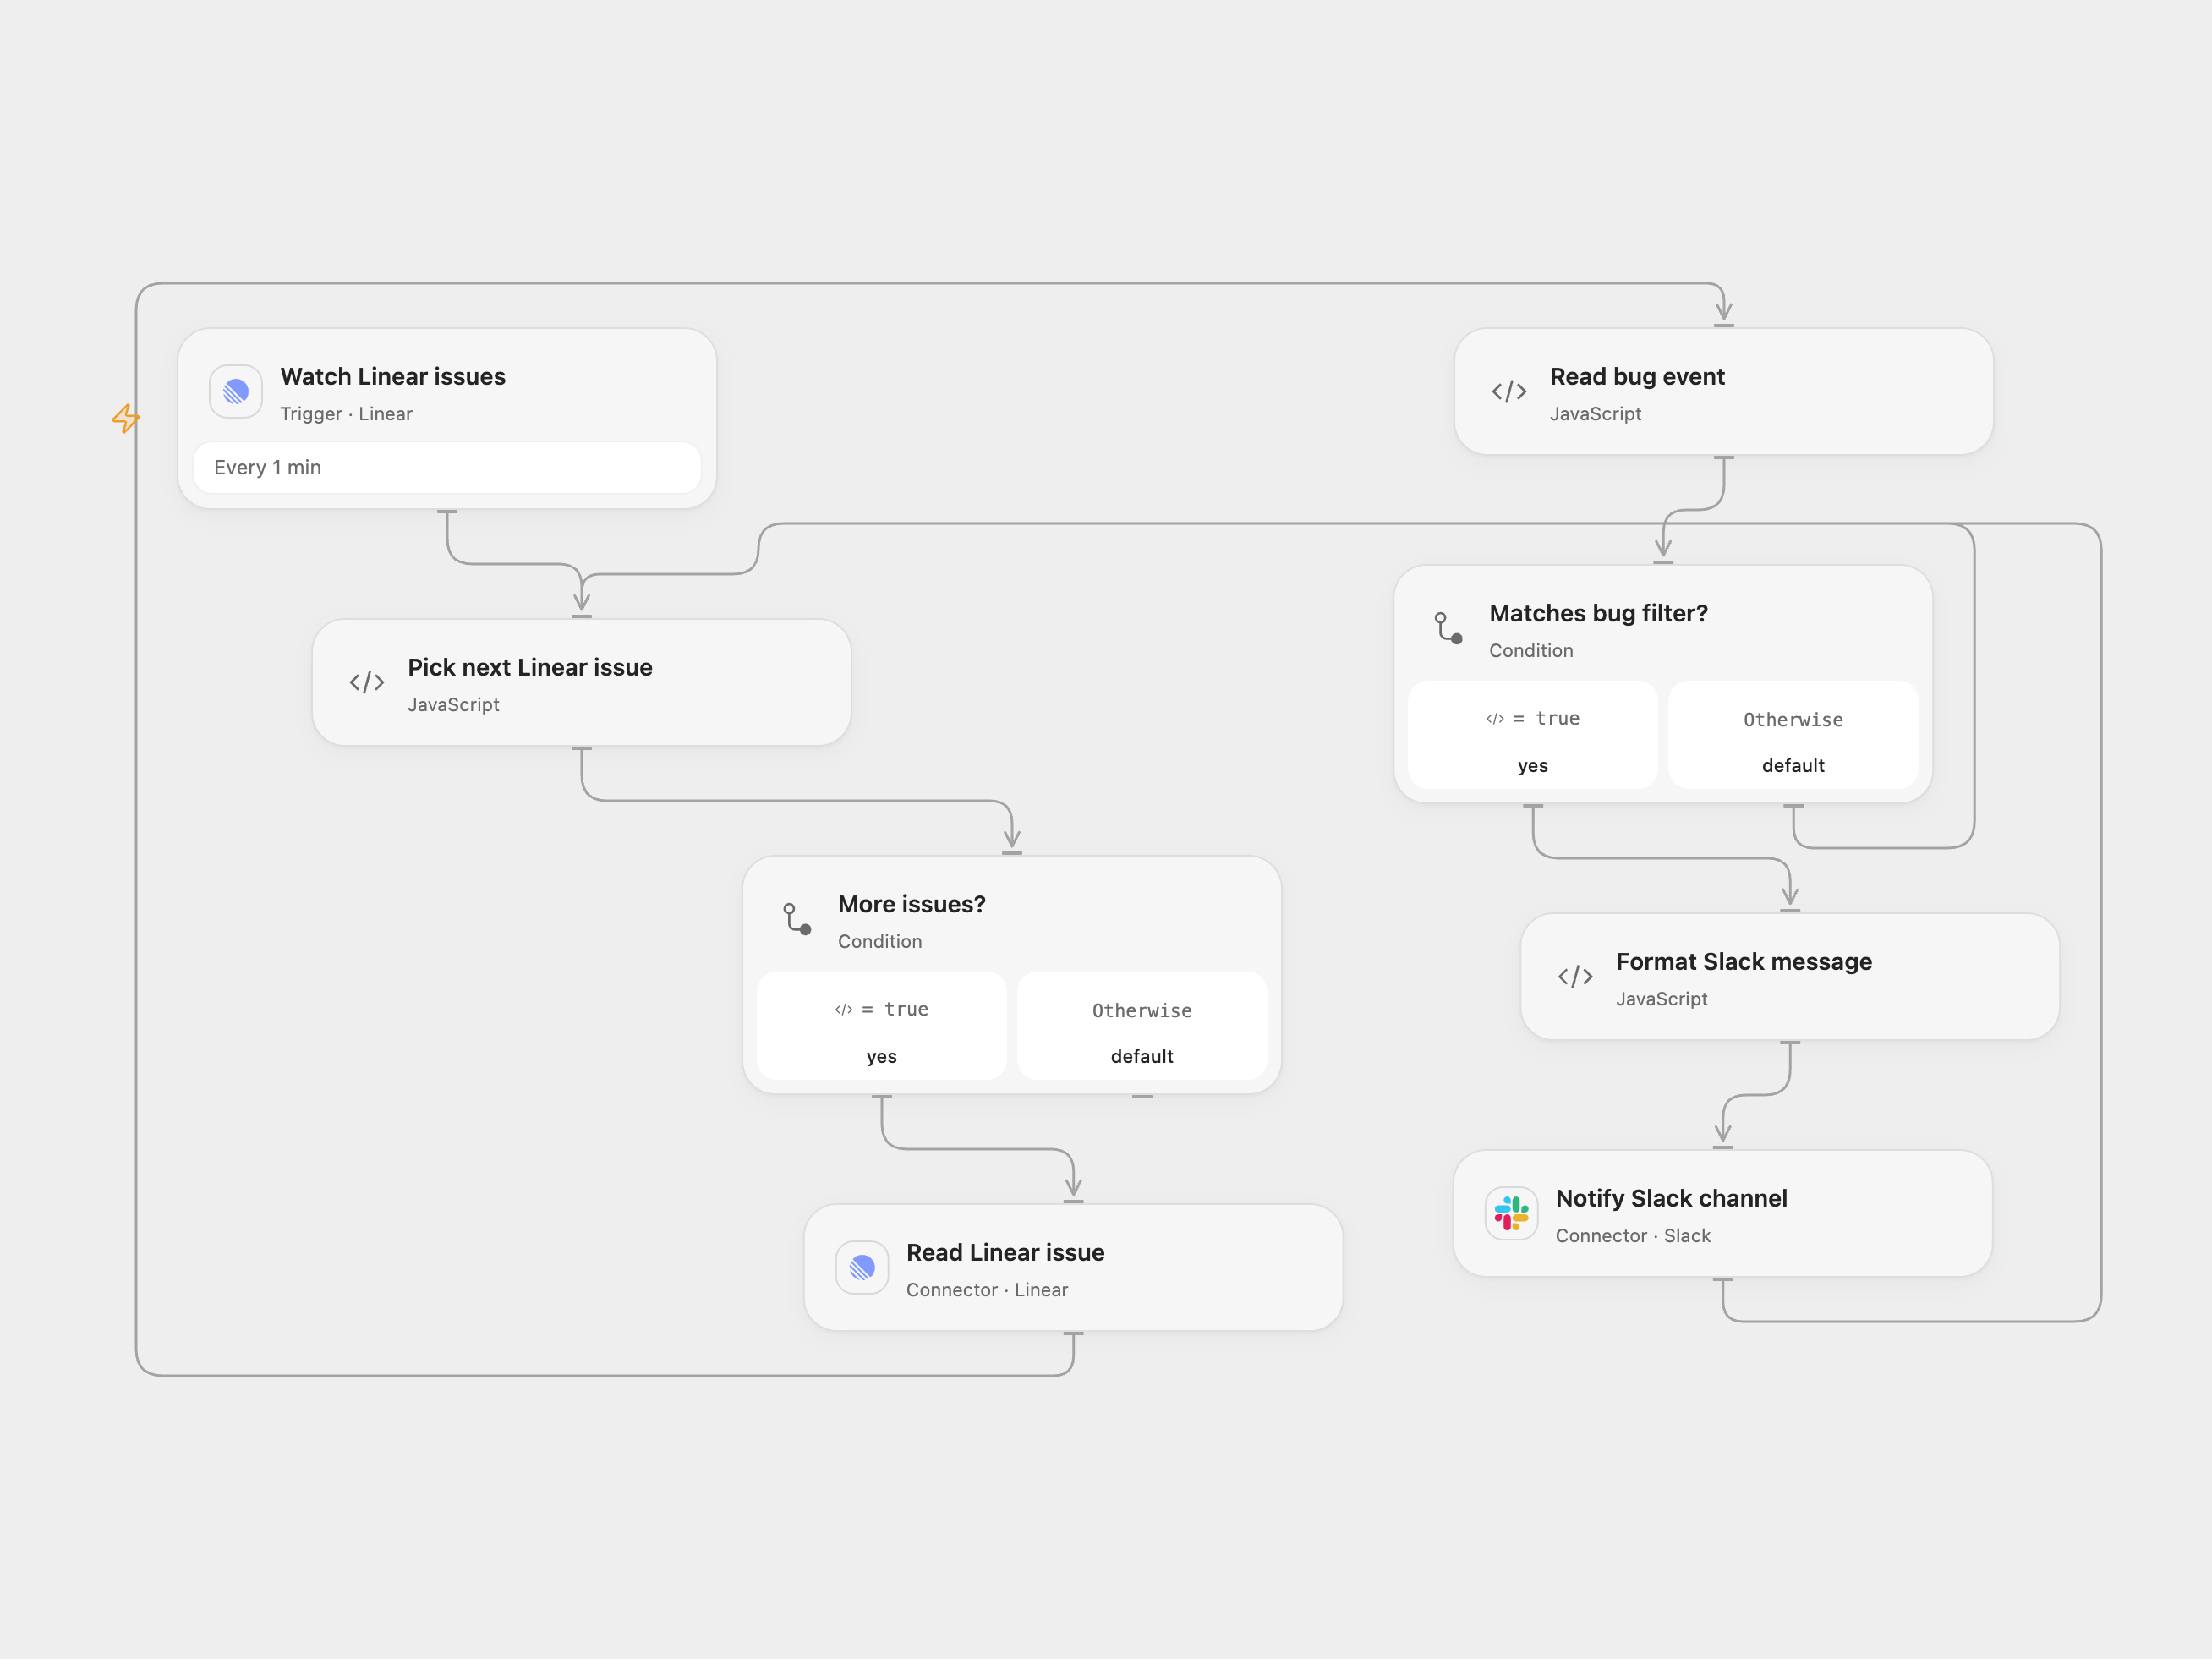 Watch Linear issues
Trigger · Linear
Every 1 min
Pick next Linear issue
JavaScript
More issues?
Condition
</> = true
yes
Otherwise
default
Read Linear issue
Connector · Linear
Read bug event
JavaScript
Matches bug filter?
Condition
</> = true
yes
Otherwise
default
Format Slack message
JavaScript
Notify Slack channel
Connector · Slack